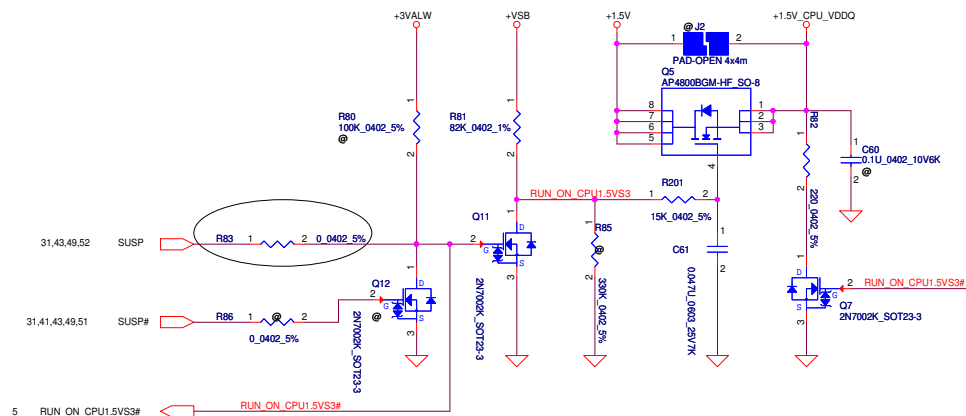 +3VALW
+VSB
+1.5V
+1.5V_CPU_VDDQ
@ J2
1
2
PAD-OPEN 4x4m
Q5
AP4800BGM-HF_SO-8
8
7
6
5
1
2
3
4
1
R80
100K_0402_5%
@
2
1
R81
82K_0402_1%
2
1
R82
220_0402_5%
2
1
C60
0.1U_0402_10V6K
@
2
RUN_ON_CPU1.5VS3
R201
1
2
15K_0402_5%
31,43,49,52
SUSP
R83
1
2
0_0402_5%
Q11
1
D
2
G
S
3
2N7002K_SOT23-3
1
R85
@
2
330K_0402_5%
C61
1
2
0.047U_0603_25V7K
1
D
2
G
S
3
RUN_ON_CPU1.5VS3#
Q7
2N7002K_SOT23-3
Q12
1
D
2
G
S
3
@
2N7002K_SOT23-3
31,41,43,49,51
SUSP#
R86
1
@
2
0_0402_5%
5
RUN_ON_CPU1.5VS3#
RUN_ON_CPU1.5VS3#